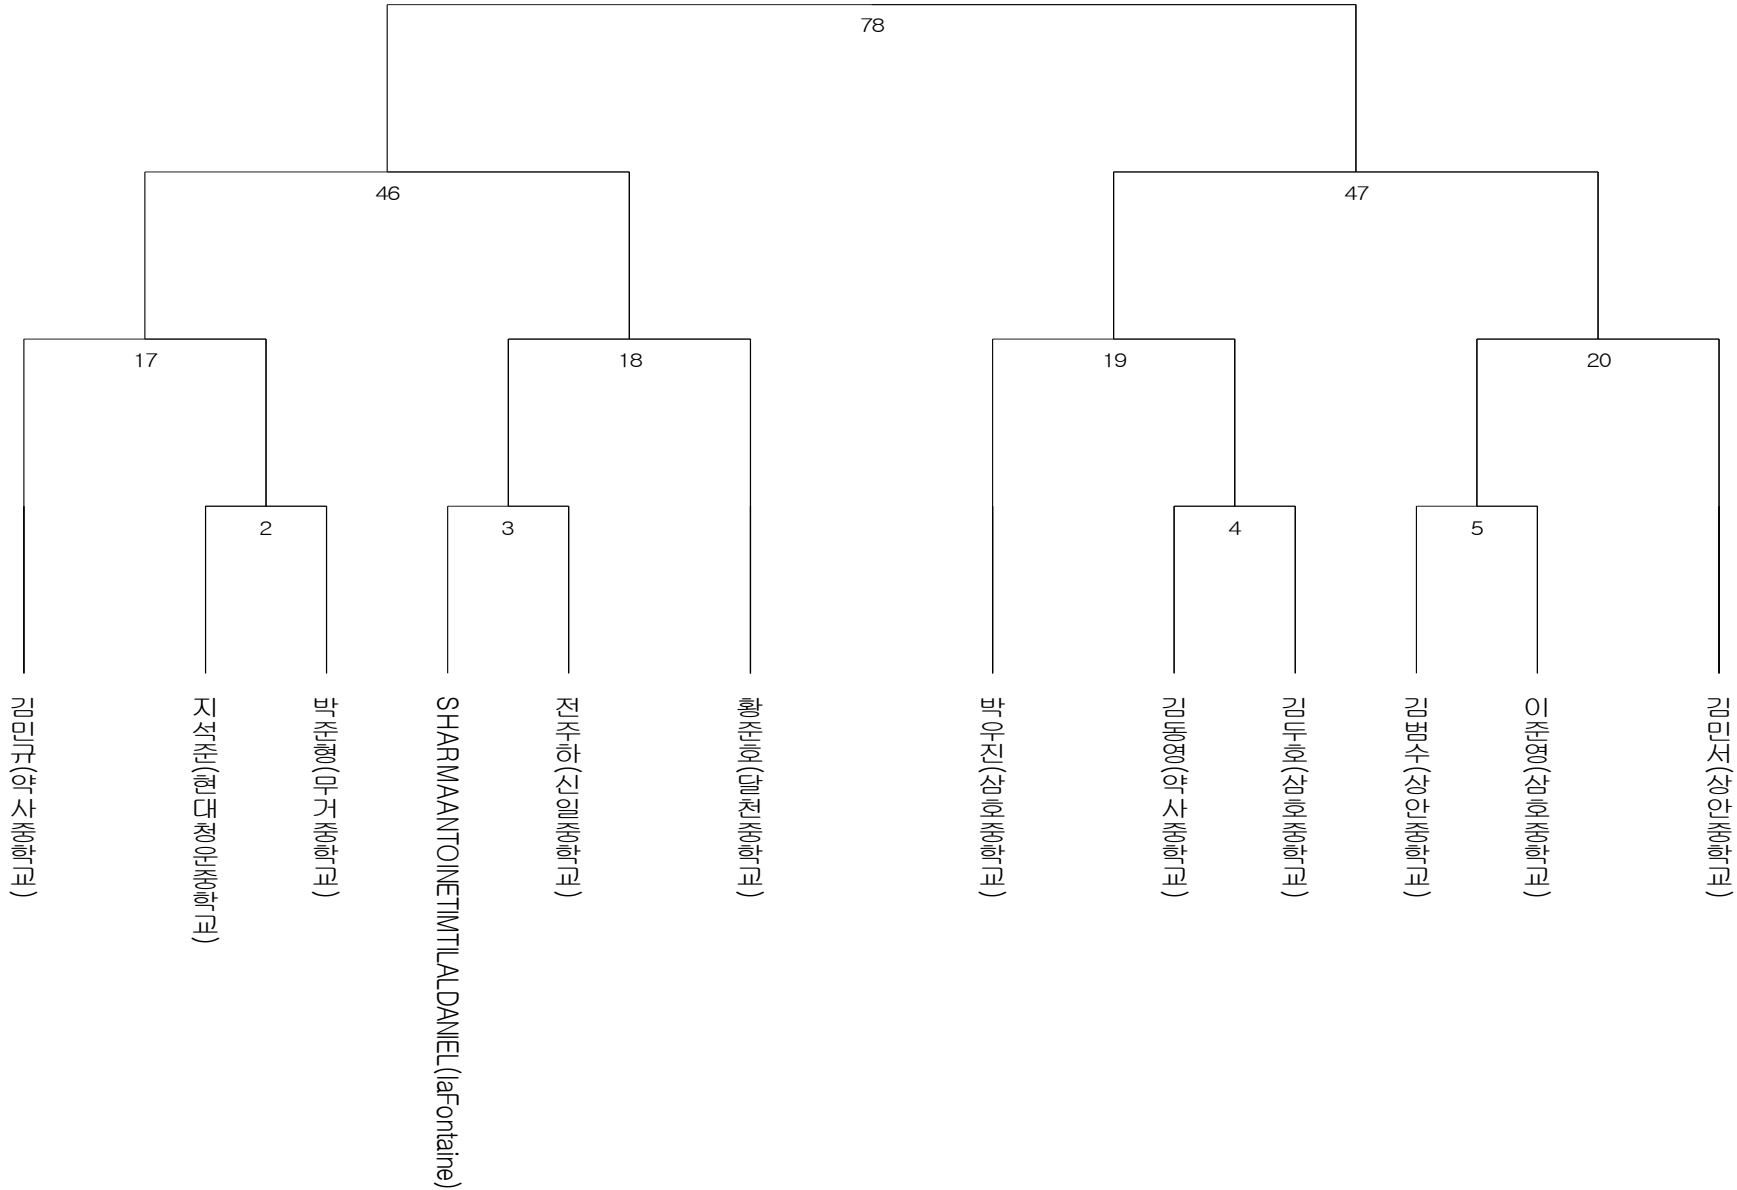 78
46
47
17
18
19
20
2
3
4
5
김민규(약사중학교)
지석준(현대청운중학교)
박준형(무거중학교)
SHARMAANTOINETIMTILALDANIEL(laFontaine)
전주하(신일중학교)
황준호(달천중학교)
박우진(삼호중학교)
김동영(약사중학교)
김두호(삼호중학교)
김범수(상안중학교)
이준영(삼호중학교)
김민서(상안중학교)